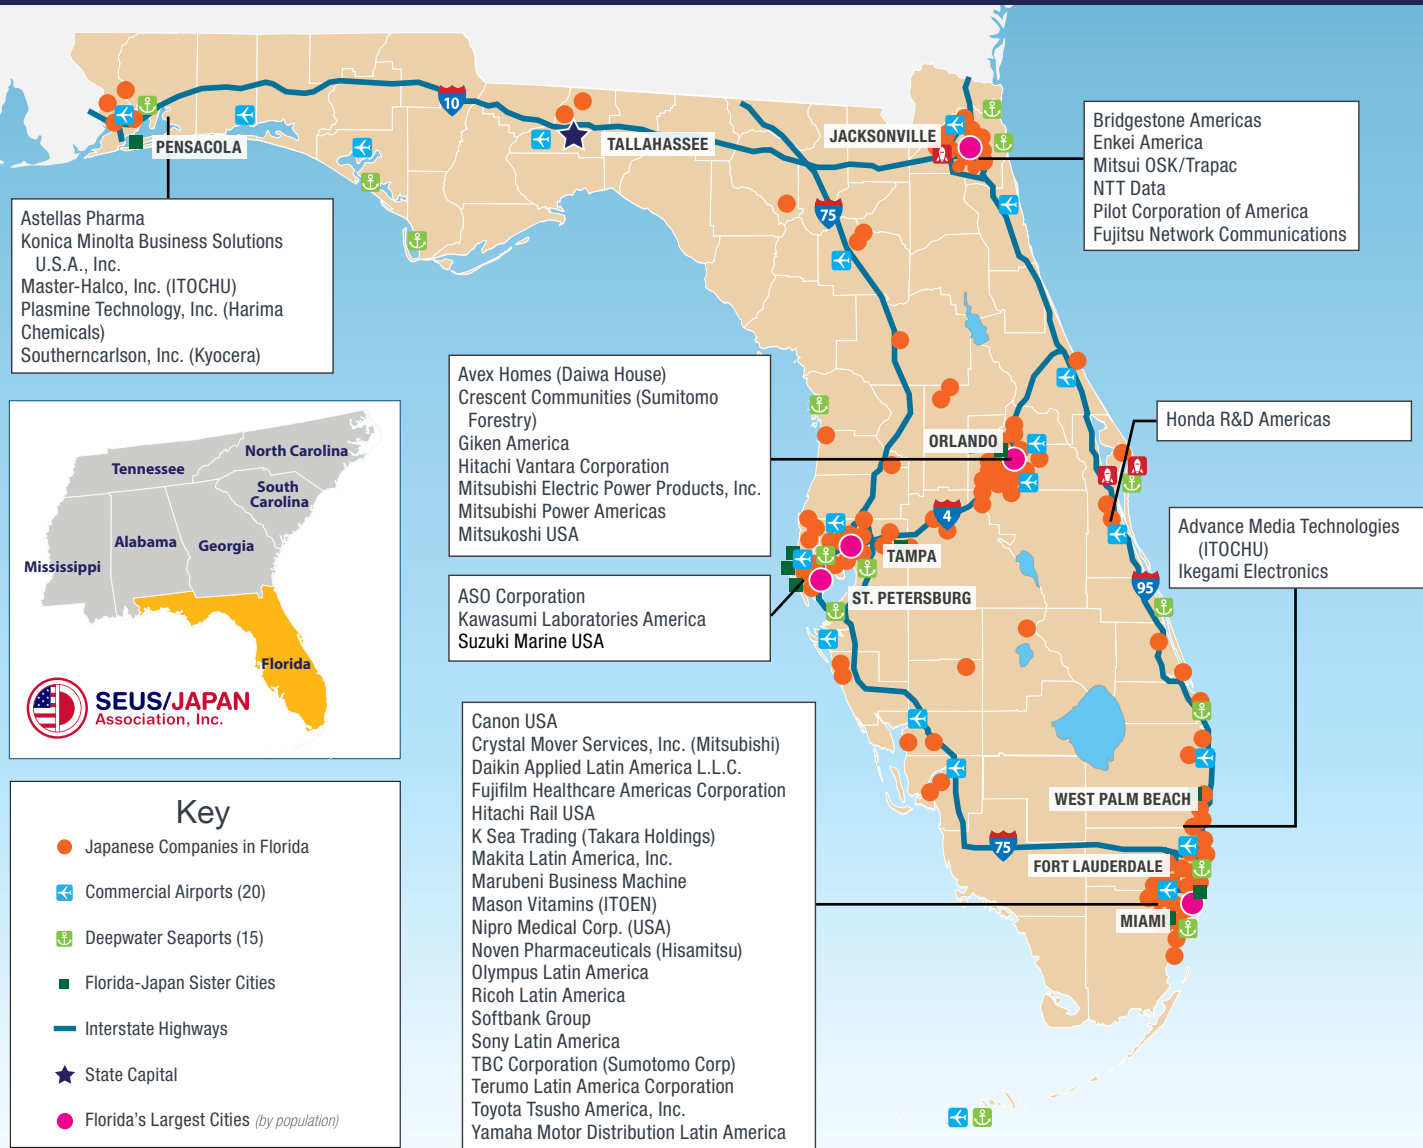 10
PENSACOLA
TALLAHASSEE
JACKSONVILLE
75
Bridgestone Americas
Enkei America
Mitsui OSK/Trapac
NTT Data
Pilot Corporation of America
Fujitsu Network Communications
Astellas Pharma
Konica Minolta Business Solutions
U.S.A., Inc.
Master-Halco, Inc. (ITOCHU)
Plasmine Technology, Inc. (Harima
Chemicals)
Southerncarlson, Inc. (Kyocera)
Avex Homes (Daiwa House)
Crescent Communities (Sumitomo
Forestry)
Giken America
Hitachi Vantara Corporation
Mitsubishi Electric Power Products, Inc.
Mitsubishi Power Americas
Mitsukoshi USA
ORLANDO
Honda R&D Americas
4
TAMPA
Advance Media Technologies
(ITOCHU)
Ikegami Electronics
95
ST. PETERSBURG
ASO Corporation
Kawasumi Laboratories America
Suzuki Marine USA
Tennessee
North Carolina
South
Carolina
Alabama
Georgia
Mississippi
Florida
SEUS/JAPAN
Association, Inc.
Canon USA
Crystal Mover Services, Inc. (Mitsubishi)
Daikin Applied Latin America L.L.C.
Fujifilm Healthcare Americas Corporation
Hitachi Rail USA
K Sea Trading (Takara Holdings)
Makita Latin America, Inc.
Marubeni Business Machine
Mason Vitamins (ITOEN)
Nipro Medical Corp. (USA)
Noven Pharmaceuticals (Hisamitsu)
Olympus Latin America
Ricoh Latin America
Softbank Group
Sony Latin America
TBC Corporation (Sumotomo Corp)
Terumo Latin America Corporation
Toyota Tsusho America, Inc.
Yamaha Motor Distribution Latin America
WEST PALM BEACH
75
FORT LAUDERDALE
MIAMI
Key
Japanese Companies in Florida
Commercial Airports (20)
Deepwater Seaports (15)
Florida-Japan Sister Cities
Interstate Highways
State Capital
Florida's Largest Cities (by population)